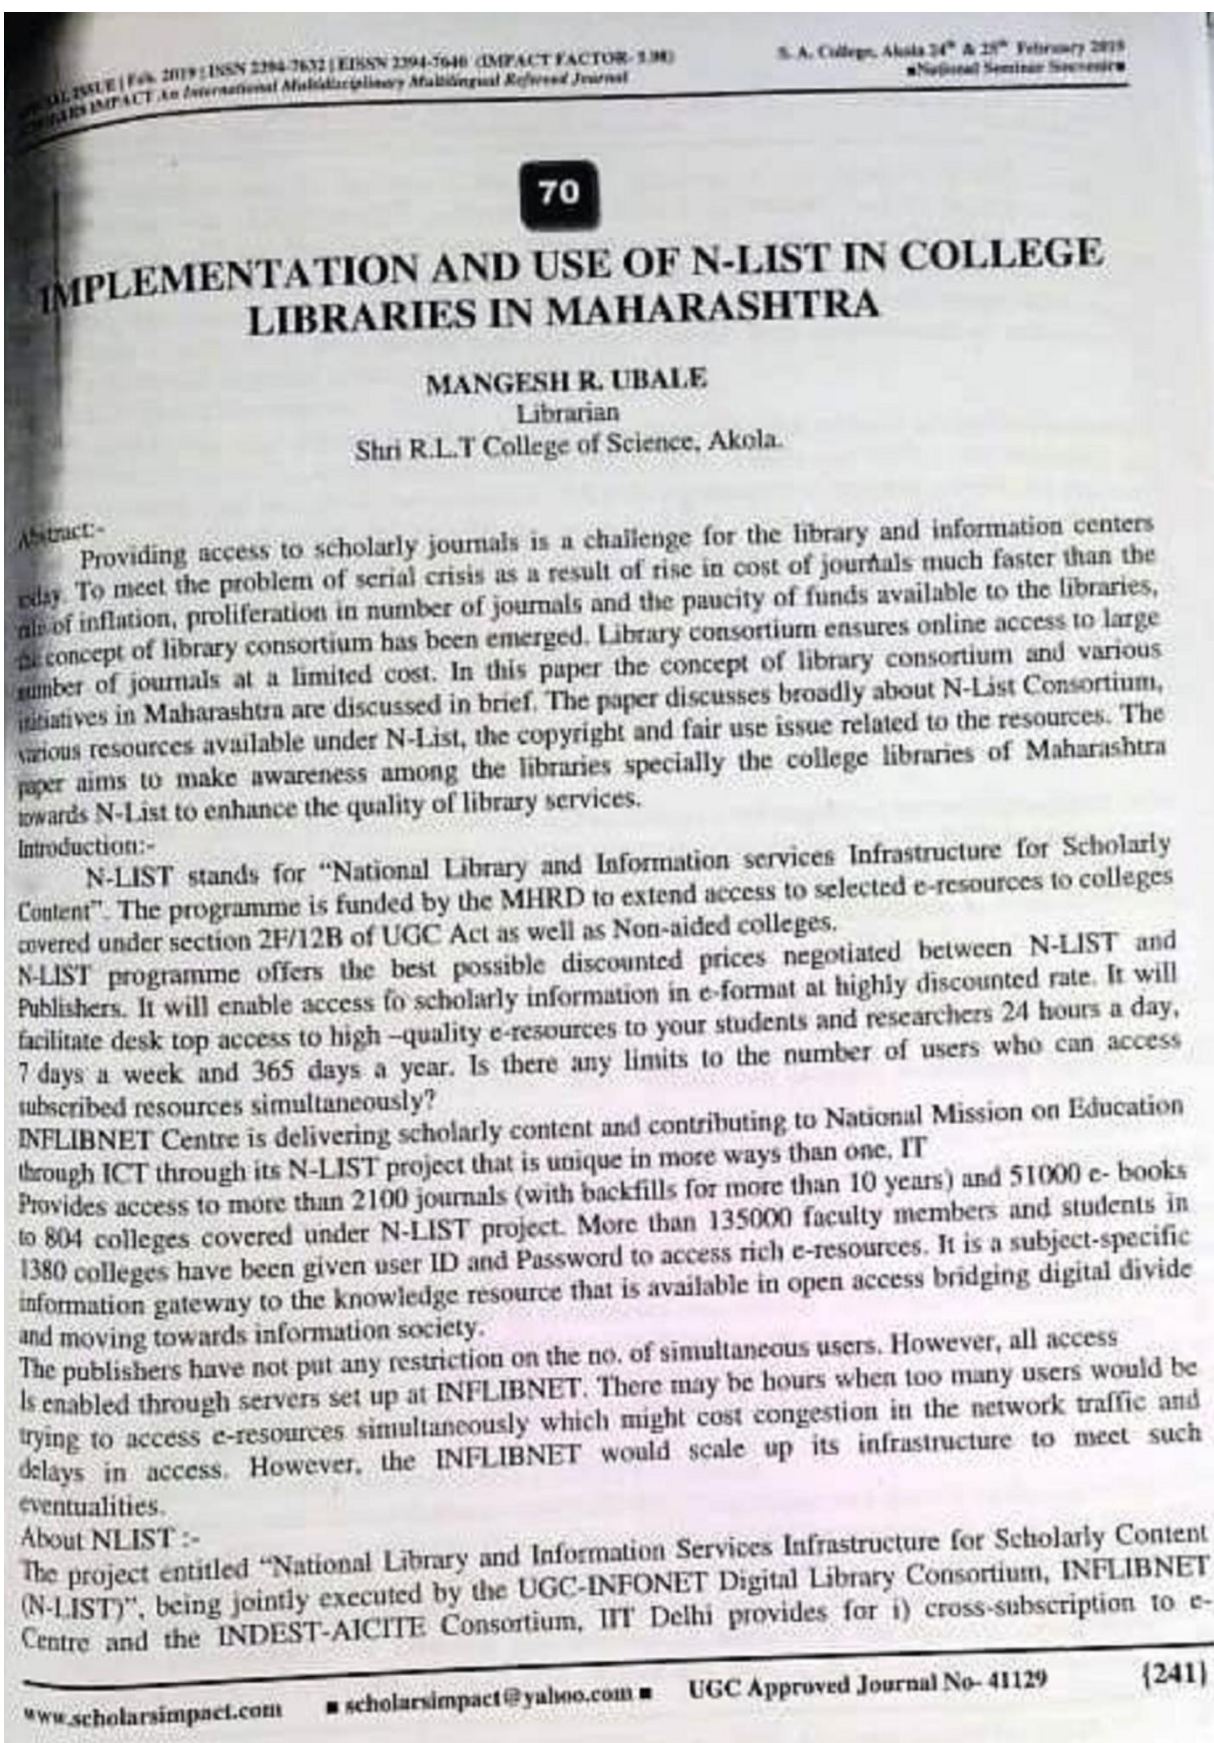 ISSUE | Feb. 2019 | ISSN 2394-7632 | EISSN 2394-7640 (IMPACT FACTOR- 3.98)
IMPACT An International Multidisciplinary Multilingual Refereed Journal
S. A. College, Akola 24th & 25th February 2019
■National Seminar Souvenir■
70
IMPLEMENTATION AND USE OF N-LIST IN COLLEGE
LIBRARIES IN MAHARASHTRA
MANGESH R. UBALE
Librarian
Shri R.L.T College of Science, Akola.
Abstract:-
Providing access to scholarly journals is a challenge for the library and information centers
today. To meet the problem of serial crisis as a result of rise in cost of journals much faster than the
of inflation, proliferation in number of journals and the paucity of funds available to the libraries,
the concept of library consortium has been emerged. Library consortium ensures online access to large
number of journals at a limited cost. In this paper the concept of library consortium and various
initiatives in Maharashtra are discussed in brief. The paper discusses broadly about N-List Consortium,
various resources available under N-List, the copyright and fair use issue related to the resources. The
paper aims to make awareness among the libraries specially the college libraries of Maharashtra
towards N-List to enhance the quality of library services.
Introduction:-
N-LIST stands for “National Library and Information services Infrastructure for Scholarly
Content”. The programme is funded by the MHRD to extend access to selected e-resources to colleges
covered under section 2F/12B of UGC Act as well as Non-aided colleges.
N-LIST programme offers the best possible discounted prices negotiated between N-LIST and
Publishers. It will enable access to scholarly information in e-format at highly discounted rate. It will
facilitate desk top access to high –quality e-resources to your students and researchers 24 hours a day,
7 days a week and 365 days a year. Is there any limits to the number of users who can access
subscribed resources simultaneously?
INFLIBNET Centre is delivering scholarly content and contributing to National Mission on Education
through ICT through its N-LIST project that is unique in more ways than one. IT
Provides access to more than 2100 journals (with backfills for more than 10 years) and 51000 e- books
to 804 colleges covered under N-LIST project. More than 135000 faculty members and students in
1380 colleges have been given user ID and Password to access rich e-resources. It is a subject-specific
information gateway to the knowledge resource that is available in open access bridging digital divide
and moving towards information society.
The publishers have not put any restriction on the no. of simultaneous users. However, all access
Is enabled through servers set up at INFLIBNET. There may be hours when too many users would be
trying to access e-resources simultaneously which might cost congestion in the network traffic and
delays in access. However, the INFLIBNET would scale up its infrastructure to meet such
eventualities.
About NLIST :-
The project entitled “National Library and Information Services Infrastructure for Scholarly Content
(N-LIST)”, being jointly executed by the UGC-INFONET Digital Library Consortium, INFLIBNET
Centre and the INDEST-AICITE Consortium, IIT Delhi provides for i) cross-subscription to e-
www.scholarsimpact.com ■ scholarsimpact@yahoo.com ■ UGC Approved Journal No- 41129 {241}